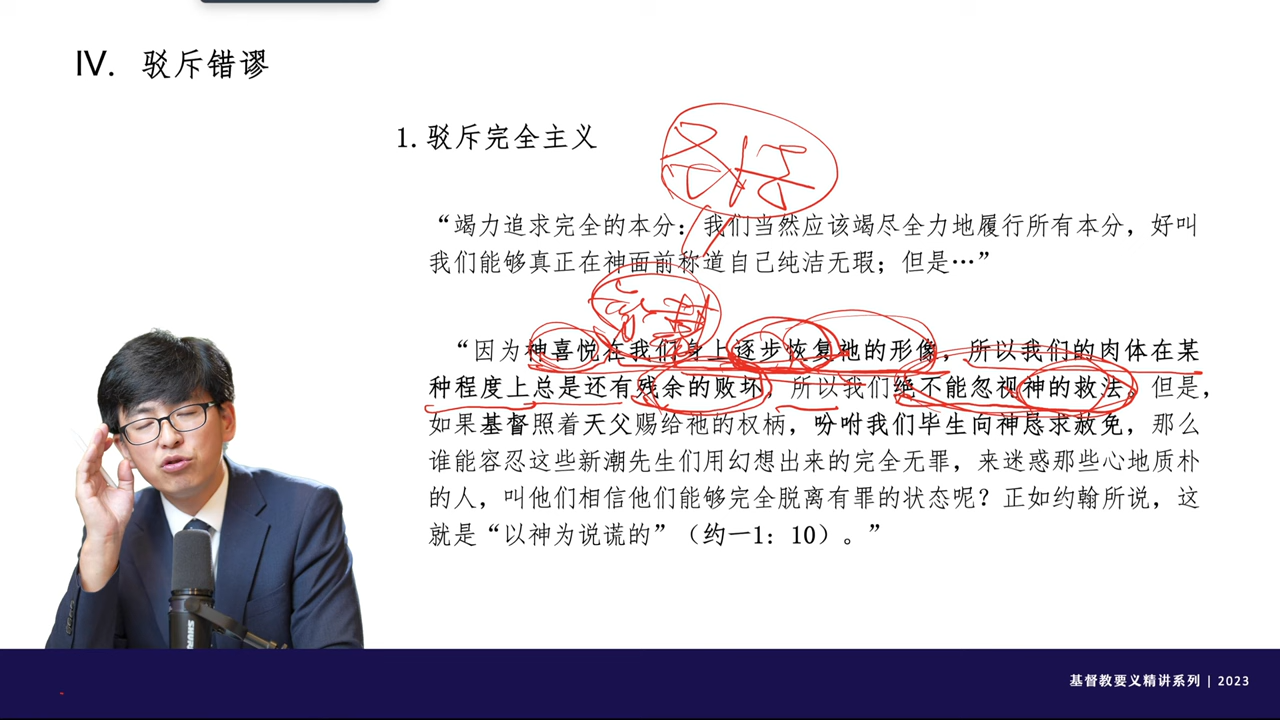 IV. 驳斥错谬
1. 驳斥完全主义
“竭力追求完全的本分：我们当然应该竭尽全力地履行所有本分，好叫
我们能够真正在神面前称道自己纯洁无瑕；但是…”
“因为神喜悦在我们身上逐步恢复祂的形像，所以我们的肉体在某
种程度上总是还有残余的败坏，所以我们绝不能忽视神的救法。但是，
如果基督照着天父赐给祂的权柄，吩咐我们毕生向神恳求赦免，那么
谁能容忍这些新潮先生们用幻想出来的完全无罪，来迷惑那些心地质朴
的人，叫他们相信他们能够完全脱离有罪的状态呢？正如约翰所说，这
就是“以神为说谎的”（约一1：10）。”
SHURE
基督教要义精讲系列 | 2023